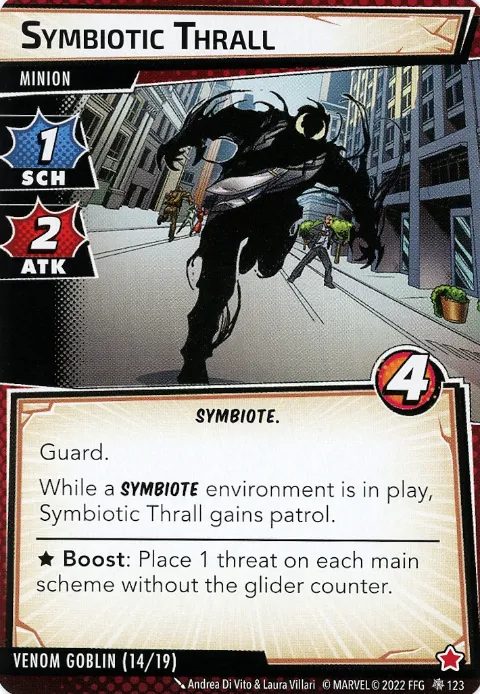 SYMBIOTIC THRALL
MINION
1
SCH
2
ATK
4
SYMBIOTE.
Guard.
While a SYMBIOTE environment is in play,
Symbiotic Thrall gains patrol.
★ Boost: Place 1 threat on each main
scheme without the glider counter.
VENOM GOBLIN (14/19)
Andrea Di Vito & Laura Villari © MARVEL © 2022 FFG 123